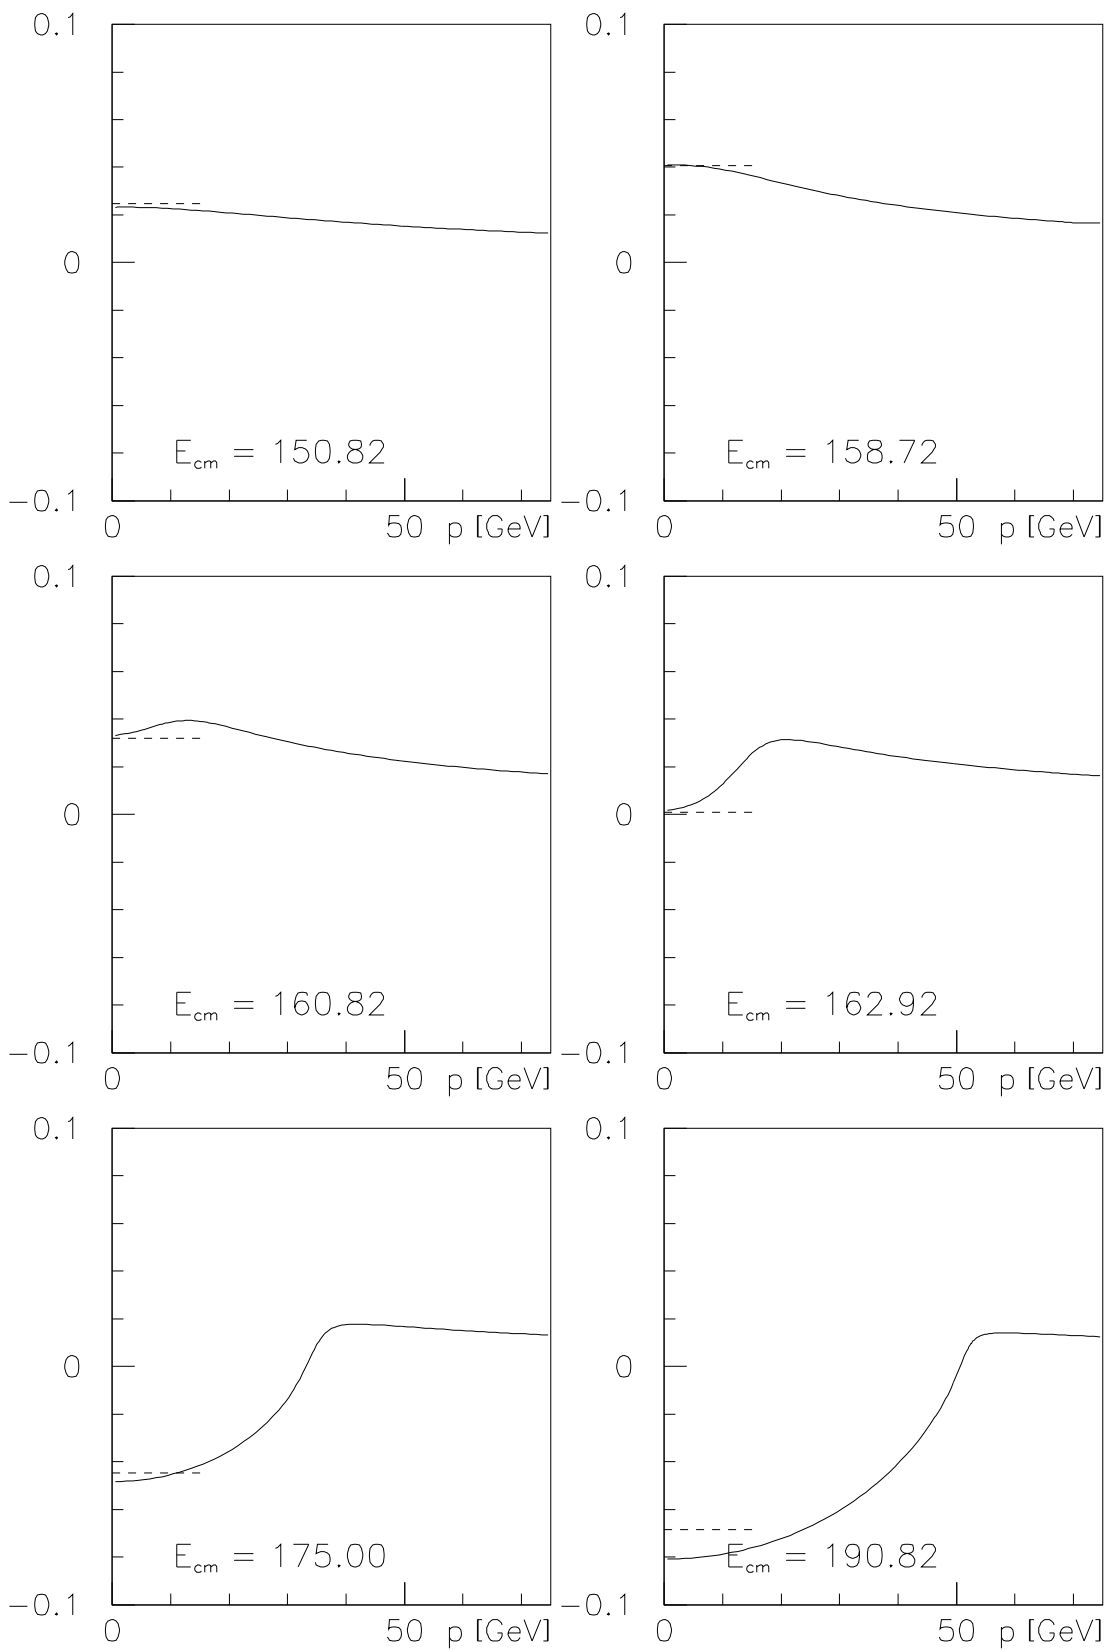 0.1 0.1
0 0
E_cm = 150.82 E_cm = 158.72
−0.1 −0.1
0 50 p [GeV] 0 50 p [GeV]
0.1 0.1
0 0
E_cm = 160.82 E_cm = 162.92
−0.1 −0.1
0 50 p [GeV] 0 50 p [GeV]
0.1 0.1
0 0
E_cm = 175.00 E_cm = 190.82
−0.1 −0.1
0 50 p [GeV] 0 50 p [GeV]